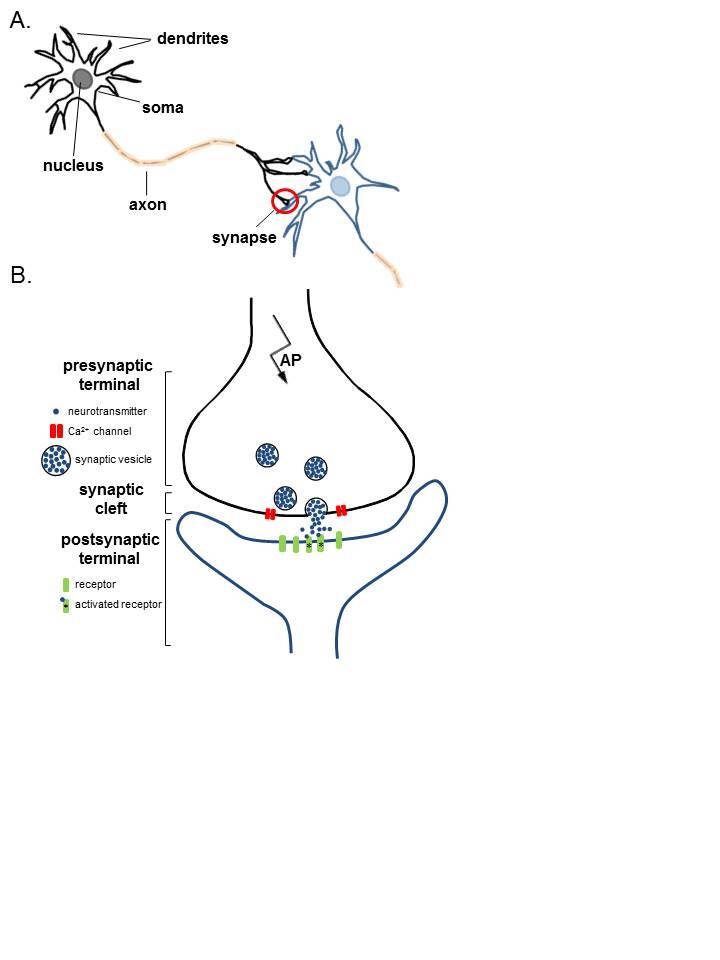 A.
dendrites
soma
nucleus
axon
synapse
B.
AP
presynaptic
terminal
neurotransmitter
Ca²⁺ channel
synaptic vesicle
synaptic
cleft
postsynaptic
terminal
receptor
activated receptor